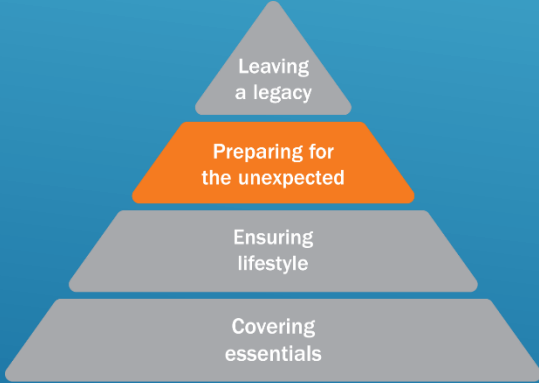 Leaving
a legacy
Preparing for
the unexpected
Ensuring
lifestyle
Covering
essentials